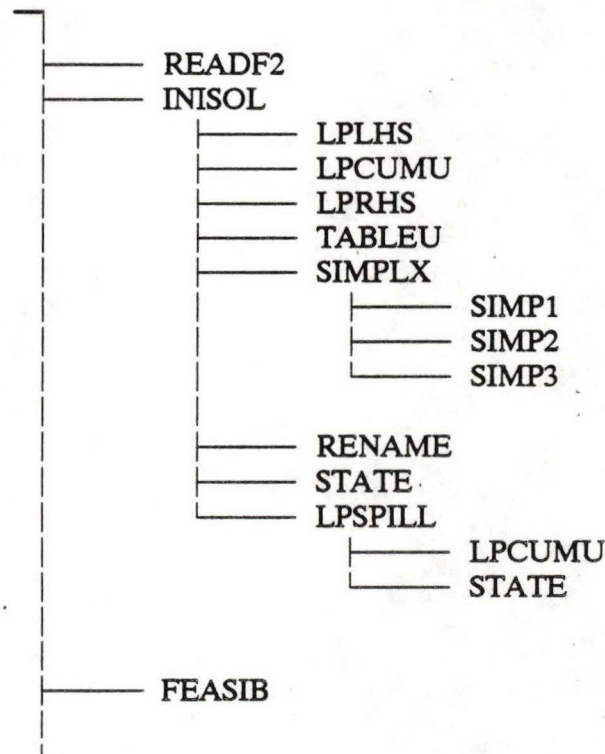 READF2
INISOL
LPLHS
LPCUMU
LPRHS
TABLEU
SIMPLX
SIMP1
SIMP2
SIMP3
RENAME
STATE
LPSPILL
LPCUMU
STATE
FEASIB